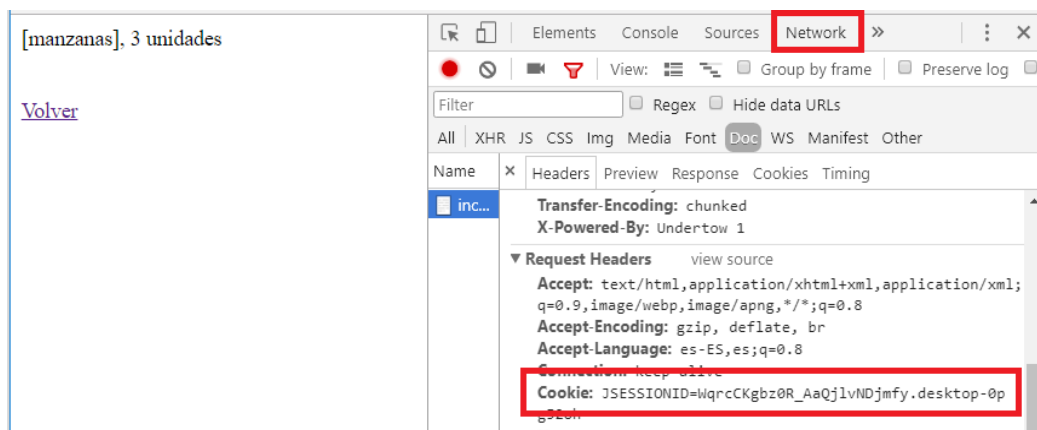 [manzanas], 3 unidades
Volver
Elements Console Sources Network »
View: Group by frame Preserve log
Filter Regex Hide data URLs
All XHR JS CSS Img Media Font Doc WS Manifest Other
Name × Headers Preview Response Cookies Timing
inc...
Transfer-Encoding: chunked
X-Powered-By: Undertow 1
▼ Request Headers view source
Accept: text/html,application/xhtml+xml,application/xml;
q=0.9,image/webp,image/apng,*/*;q=0.8
Accept-Encoding: gzip, deflate, br
Accept-Language: es-ES,es;q=0.8
Connection: keep-alive
Cookie: JSESSIONID=WqrcCKgbz0R_AaQjlvNDjmfy.desktop-0p